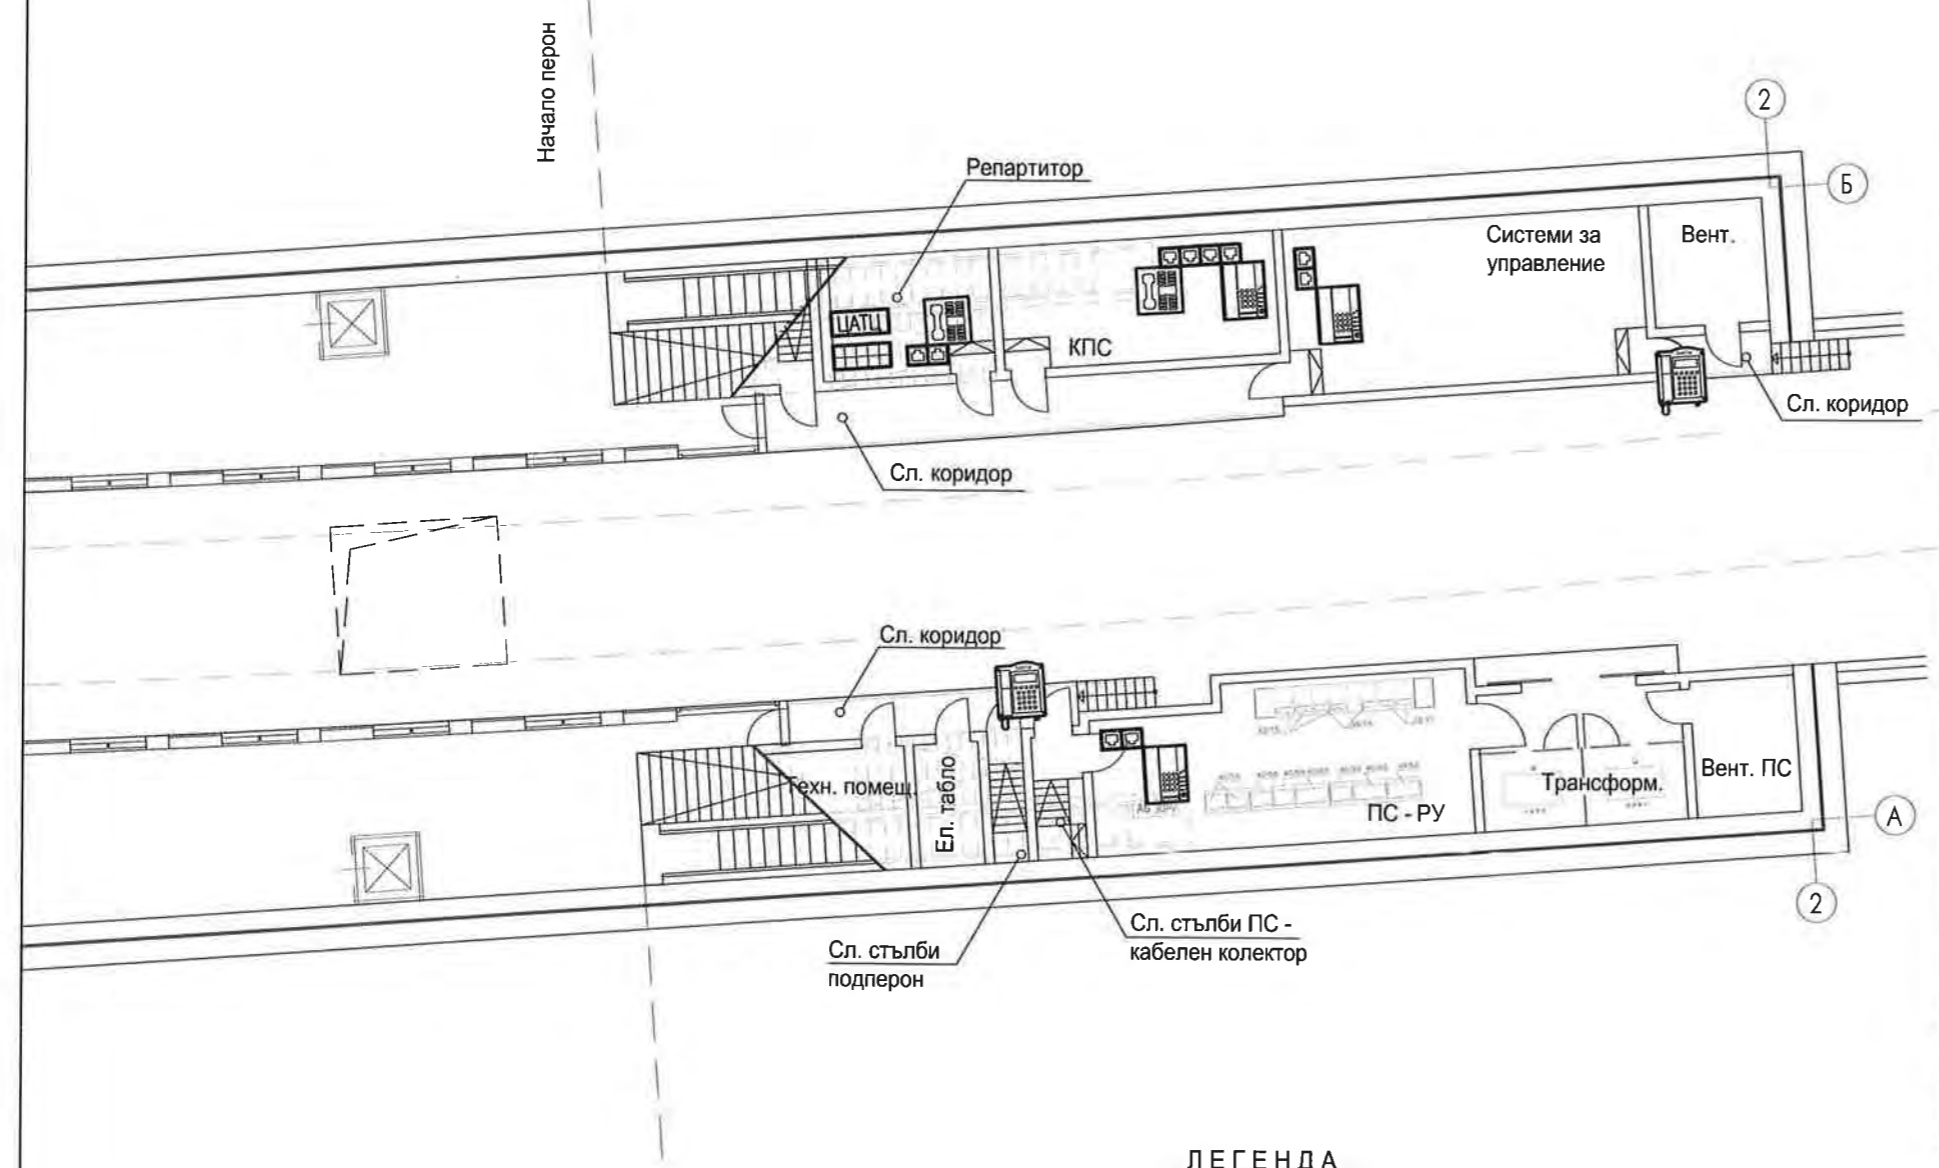 Начало перон
2
Репартитор
Б
Системи за
управление
Вент.
ЦАТЦ
КПС
Сл. коридор
Сл. коридор
Сл. коридор
Техн. помещ.
Ел. табло
ПС - РУ
Трансформ.
Вент. ПС
А
2
Сл. стълби ПС -
кабелен колектор
Сл. стълби
подперон
ЛЕГЕНДА